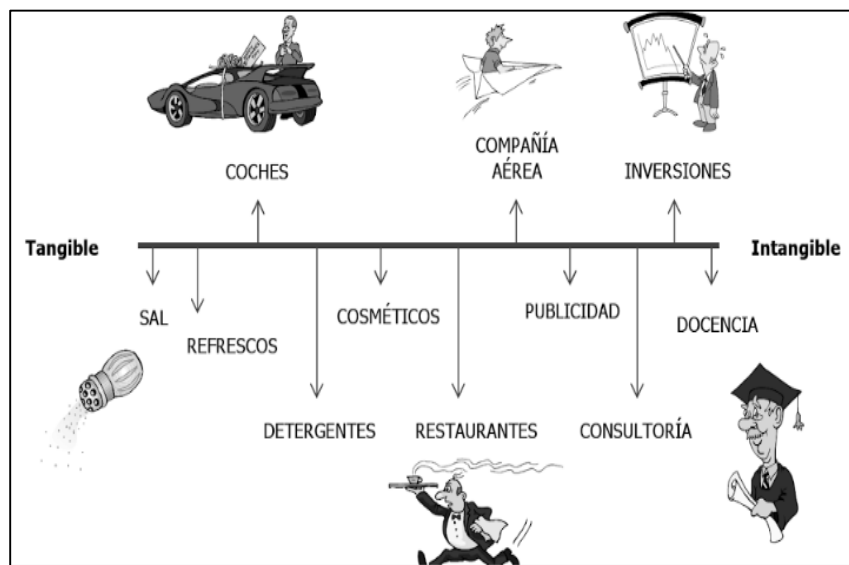 COCHES
COMPAÑÍA
AÉREA
INVERSIONES
Tangible
Intangible
SAL
REFRESCOS
COSMÉTICOS
PUBLICIDAD
DOCENCIA
DETERGENTES
RESTAURANTES
CONSULTORÍA